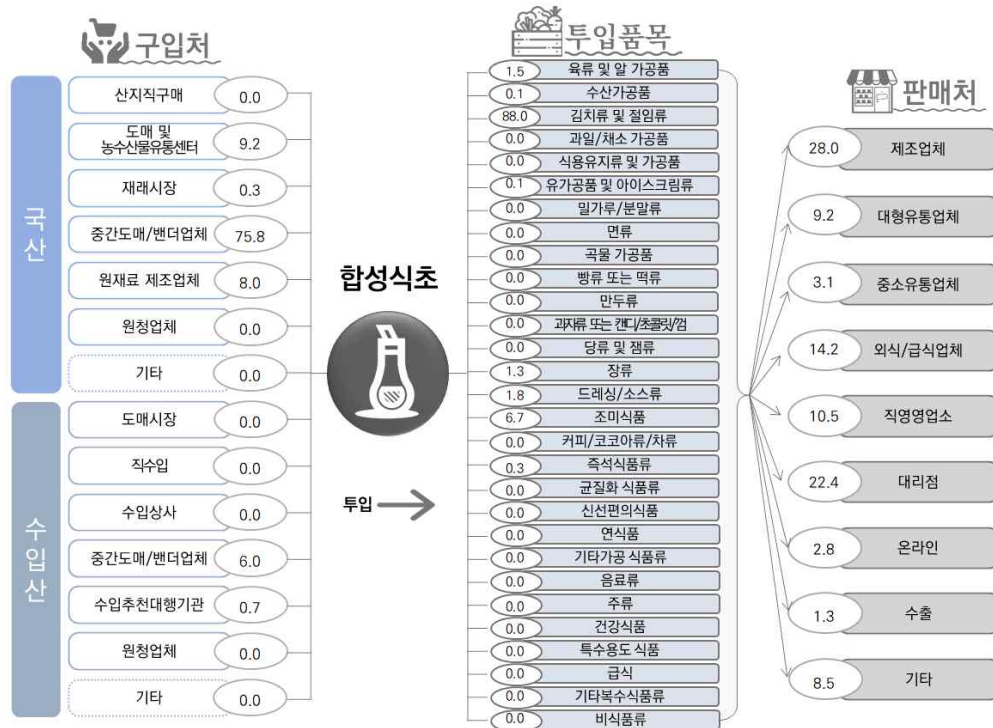 구입처
국산
산지직구매 0.0
도매 및
농수산물유통센터 9.2
재래시장 0.3
중간도매/밴더업체 75.8
원재료 제조업체 8.0
원청업체 0.0
기타 0.0
수입산
도매시장 0.0
직수입 0.0
수입상사 0.0
중간도매/밴더업체 6.0
수입추천대행기관 0.7
원청업체 0.0
기타 0.0
합성식초
투입
투입품목
1.5 육류 및 알 가공품
0.1 수산가공품
88.0 김치류 및 절임류
0.0 과일/채소 가공품
0.0 식용유지류 및 가공품
0.1 유가공품 및 아이스크림류
0.0 밀가루/분말류
0.0 면류
0.0 곡물 가공품
0.0 빵류 또는 떡류
0.0 만두류
0.0 과자류 또는 캔디/초콜릿/껌
0.0 당류 및 잼류
1.3 장류
1.8 드레싱/소스류
6.7 조미식품
0.0 커피/코코아류/차류
0.3 즉석식품류
0.0 균질화 식품류
0.0 신선편의식품
0.0 연식품
0.0 기타가공 식품류
0.0 음료류
0.0 주류
0.0 건강식품
0.0 특수용도 식품
0.0 급식
0.0 기타복수식품류
0.0 비식품류
판매처
28.0 제조업체
9.2 대형유통업체
3.1 중소유통업체
14.2 외식/급식업체
10.5 직영영업소
22.4 대리점
2.8 온라인
1.3 수출
8.5 기타